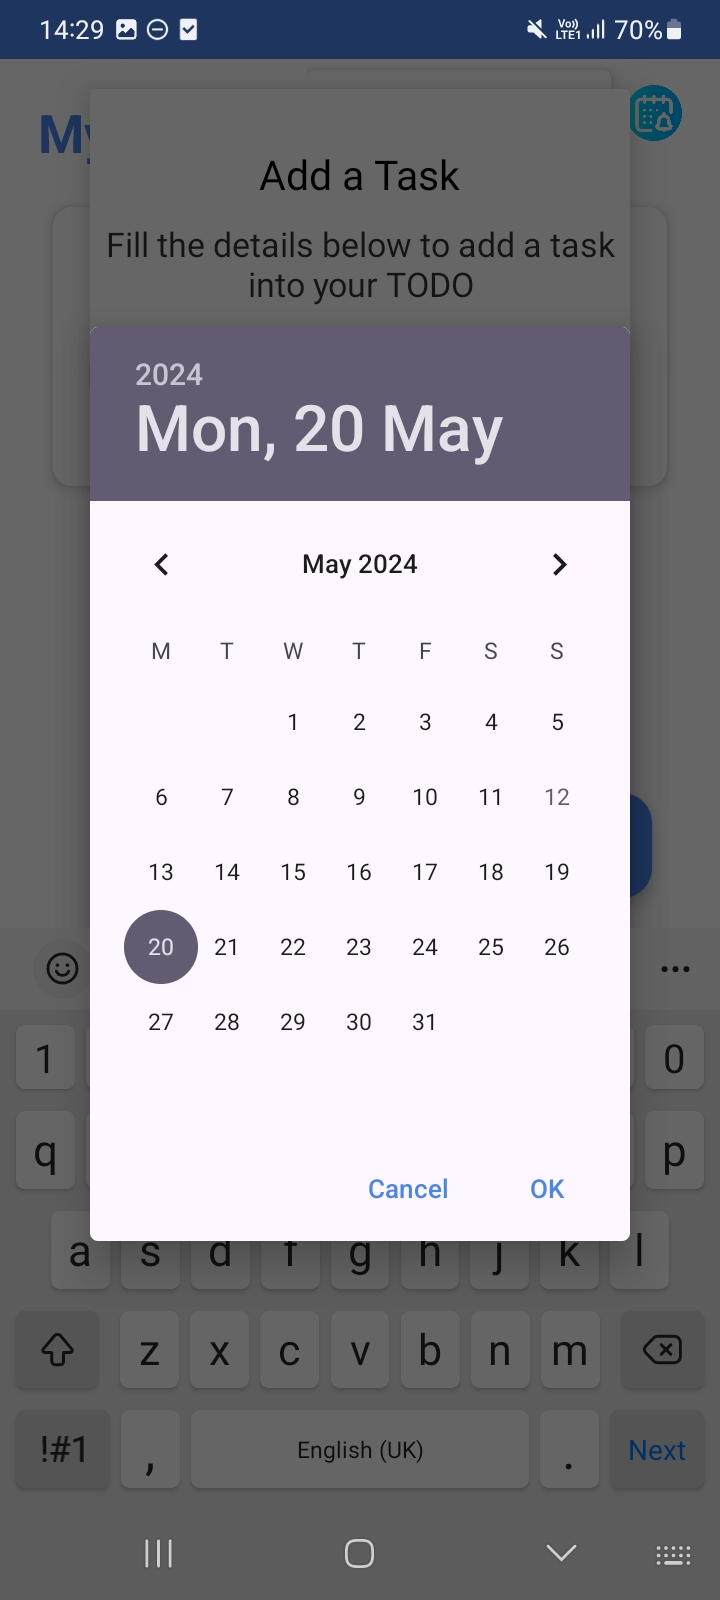 14:29 Vo)) LTE1 70%
My
Add a Task
Fill the details below to add a task
into your TODO
2024
Mon, 20 May
May 2024
M T W T F S S
1 2 3 4 5
6 7 8 9 10 11 12
13 14 15 16 17 18 19
20 21 22 23 24 25 26
27 28 29 30 31
Cancel OK
1 0
q p
a s d f g h j k l
z x c v b n m
!#1 , English (UK) . Next